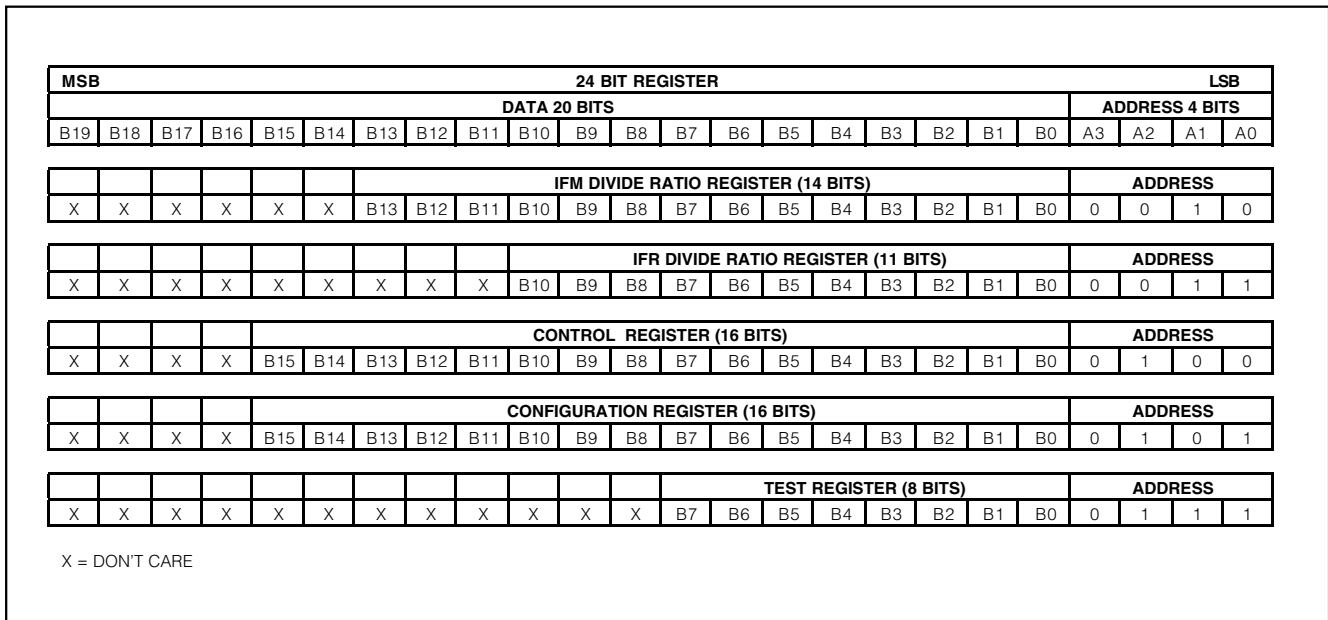 MSB 24 BIT REGISTER LSB
DATA 20 BITS ADDRESS 4 BITS
B19 B18 B17 B16 B15 B14 B13 B12 B11 B10 B9 B8 B7 B6 B5 B4 B3 B2 B1 B0 A3 A2 A1 A0
IFM DIVIDE RATIO REGISTER (14 BITS) ADDRESS
X X X X X X B13 B12 B11 B10 B9 B8 B7 B6 B5 B4 B3 B2 B1 B0 0 0 1 0
IFR DIVIDE RATIO REGISTER (11 BITS) ADDRESS
X X X X X X X X X B10 B9 B8 B7 B6 B5 B4 B3 B2 B1 B0 0 0 1 1
CONTROL REGISTER (16 BITS) ADDRESS
X X X X B15 B14 B13 B12 B11 B10 B9 B8 B7 B6 B5 B4 B3 B2 B1 B0 0 1 0 0
CONFIGURATION REGISTER (16 BITS) ADDRESS
X X X X B15 B14 B13 B12 B11 B10 B9 B8 B7 B6 B5 B4 B3 B2 B1 B0 0 1 0 1
TEST REGISTER (8 BITS) ADDRESS
X X X X X X X X X X X X B7 B6 B5 B4 B3 B2 B1 B0 0 1 1 1
X = DON'T CARE